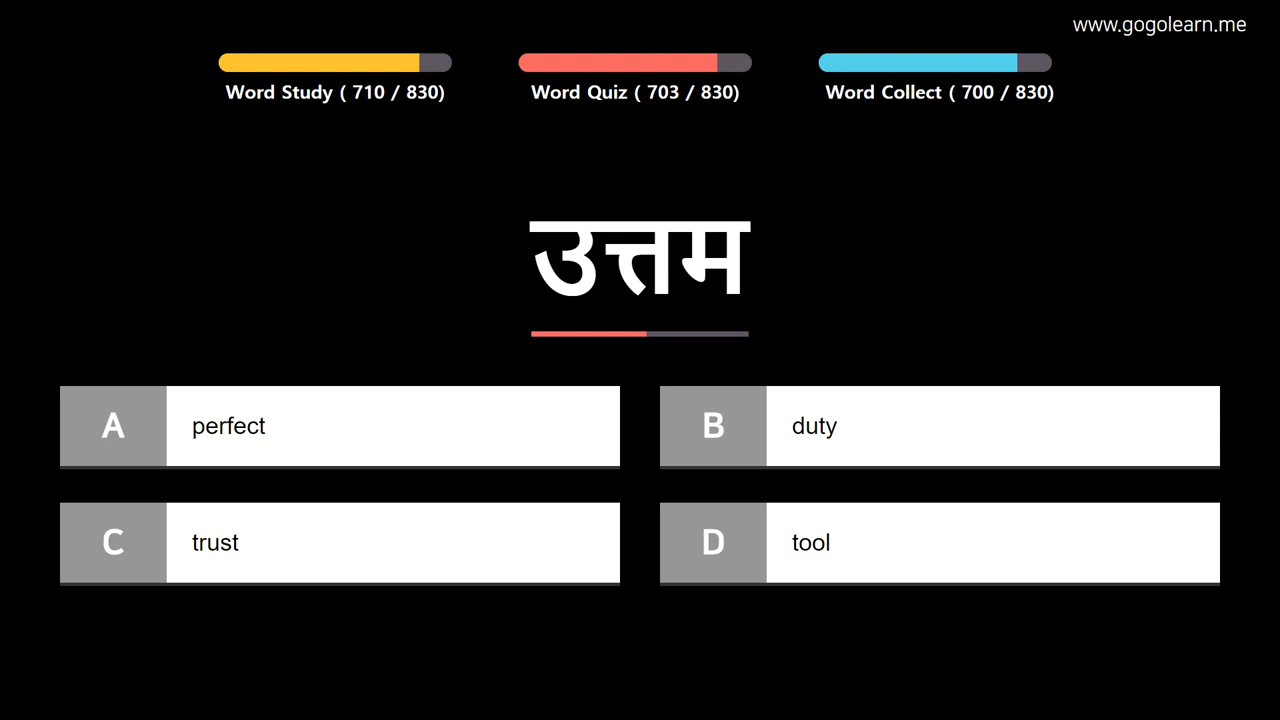 www.gogolearn.me
Word Study ( 710 / 830)
Word Quiz ( 703 / 830)
Word Collect ( 700 / 830)
उत्तम
A perfect
B duty
C trust
D tool